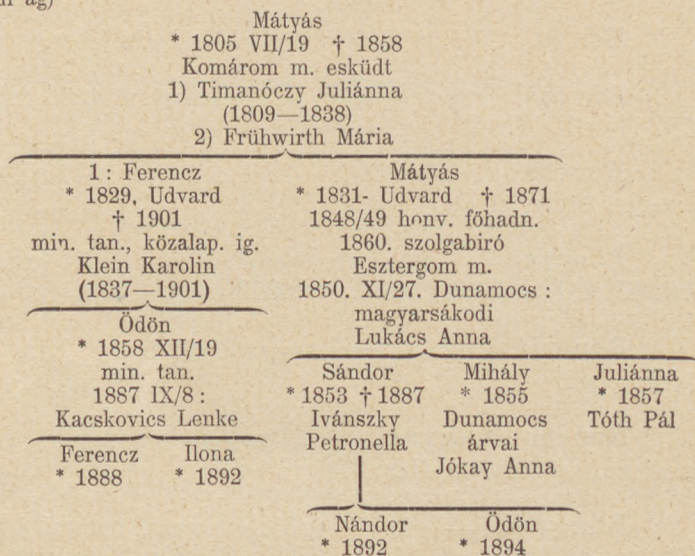 Mátyás
* 1805 VII/19 † 1858
Komárom m. esküdt
1) Timanóczy Juliánna
(1809—1838)
2) Frühwirth Mária
1 : Ferencz
* 1829, Udvard
† 1901
min. tan., közalap. ig.
Klein Karolin
(1837—1901)
Mátyás
* 1831- Udvard † 1871
1848/49 honv. főhadn.
1860. szolgabiró
Esztergom m.
1850. XI/27. Dunamocs :
magyarsákodi
Lukács Anna
Ödön
* 1858 XII/19
min. tan.
1887 IX/8 :
Kacskovics Lenke
Ferencz
* 1888
Ilona
* 1892
Sándor
* 1853 † 1887
Ivánszky
Petronella
Mihály
* 1855
Dunamocs
árvai
Jókay Anna
Juliánna
* 1857
Tóth Pál
Nándor
* 1892
Ödön
* 1894